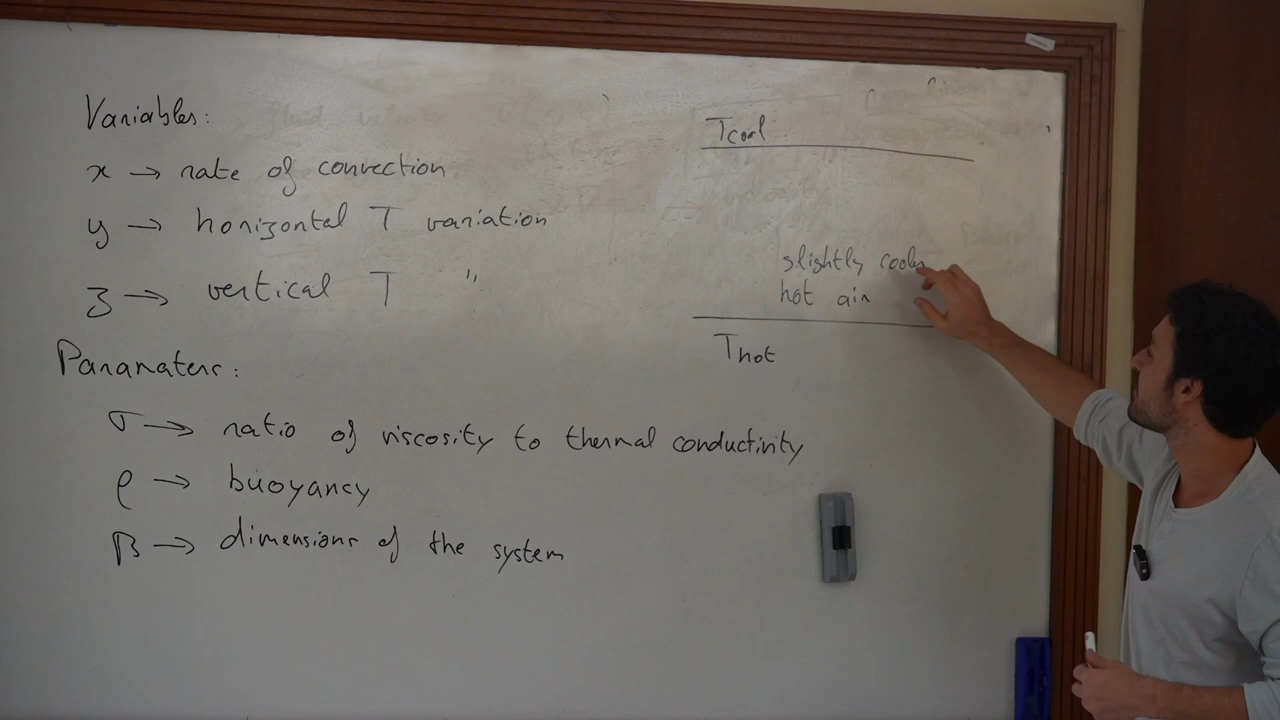 Variables:
x → rate of convection
y → horizontal T variation
z → vertical T "
Parameters:
σ → ratio of viscosity to thermal conductivity
ρ → buoyancy
β → dimensions of the system
Tcool
slightly cooler
hot air
Thot